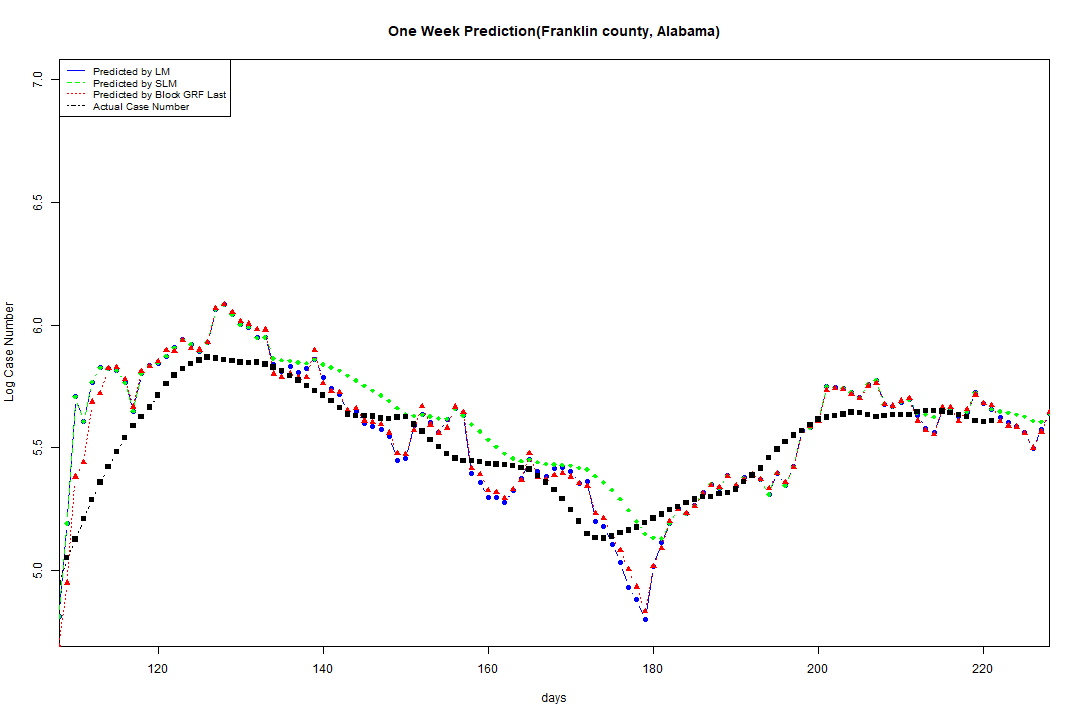 One Week Prediction(Franklin county, Alabama)
Predicted by LM
Predicted by SLM
Predicted by Block GRF Last
Actual Case Number
7.0
6.5
6.0
5.5
5.0
Log Case Number
120 140 160 180 200 220
days